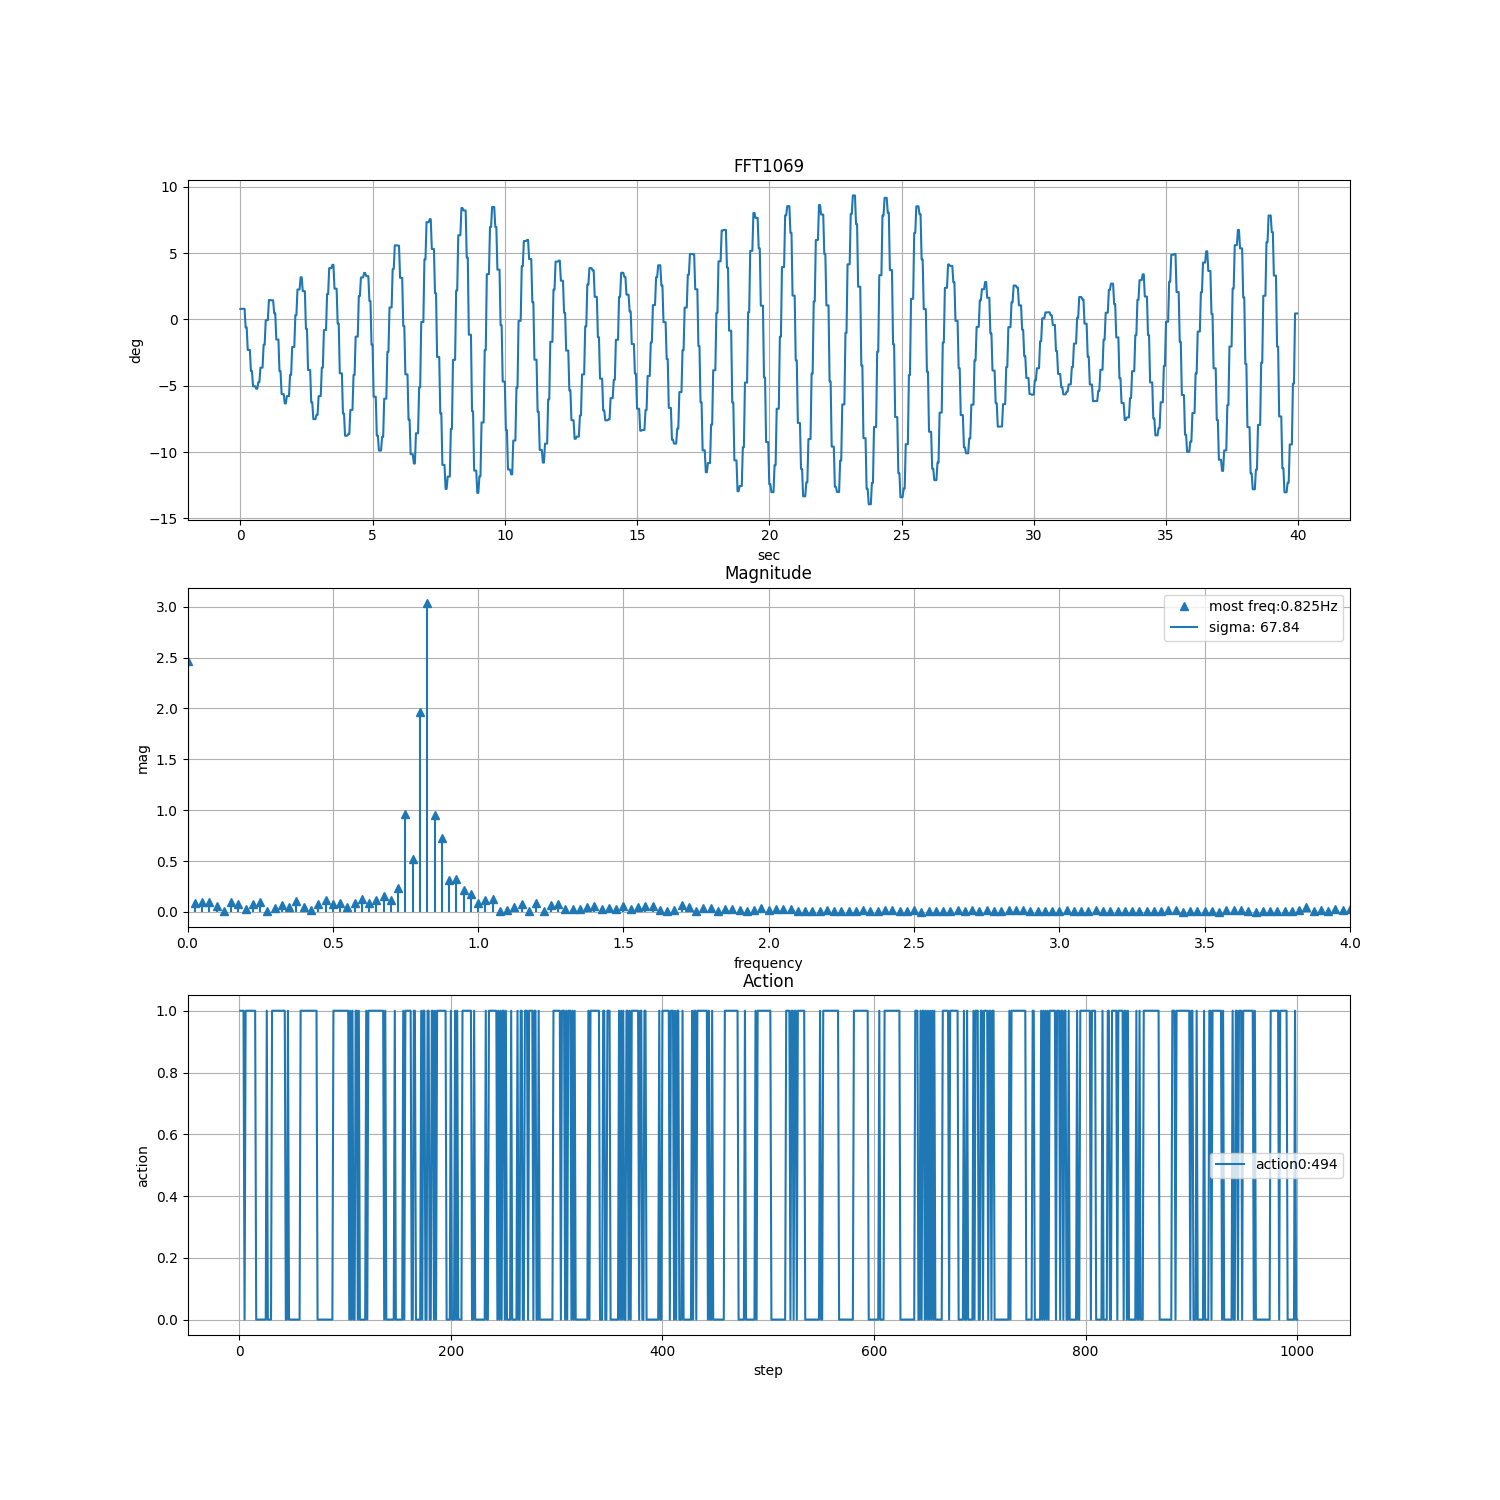 FFT1069
10
5
0
−5
−10
−15
deg
0 5 10 15 20 25 30 35 40
sec
Magnitude
3.0
2.5
2.0
1.5
1.0
0.5
0.0
mag
most freq:0.825Hz
sigma: 67.84
0.0 0.5 1.0 1.5 2.0 2.5 3.0 3.5 4.0
frequency
Action
1.0
0.8
0.6
0.4
0.2
0.0
action
action0:494
0 200 400 600 800 1000
step